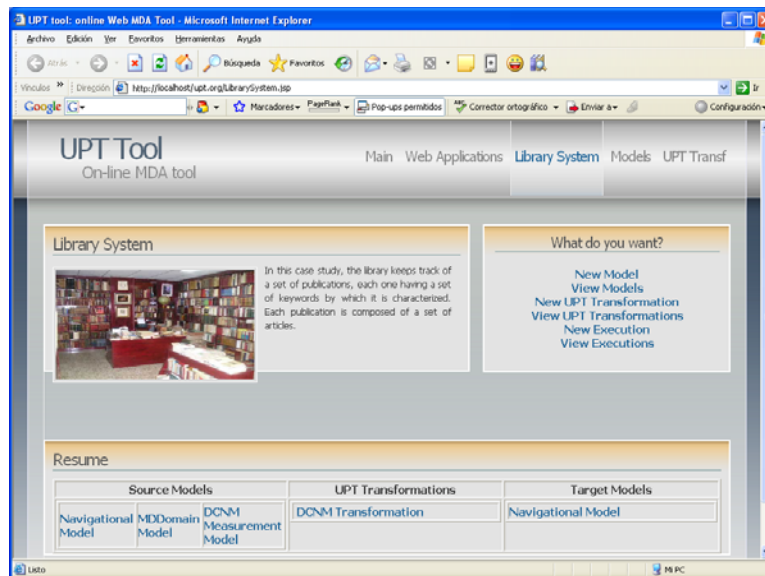 UPT tool: online Web MDA Tool - Microsoft Internet Explorer
Archivo Edición Ver Favoritos Herramientas Ayuda
Atrás Búsqueda Favoritos
Vínculos » Dirección http://localhost/upt.org/LibrarySystem.jsp Ir
Google G Marcadores PageRank Pop-ups permitidos Corrector ortográfico Enviar a Configuración
UPT Tool
On-line MDA tool
Main Web Applications Library System Models UPT Transf
Library System
In this case study, the library keeps track of
a set of publications, each one having a set
of keywords by which it is characterized.
Each publication is composed of a set of
articles.
What do you want?
New Model
View Models
New UPT Transformation
View UPT Transformations
New Execution
View Executions
Resume
Source Models UPT Transformations Target Models
Navigational MDDomain DCNM DCNM Transformation Navigational Model
Model Model Measurement
Model
Listo Mi PC